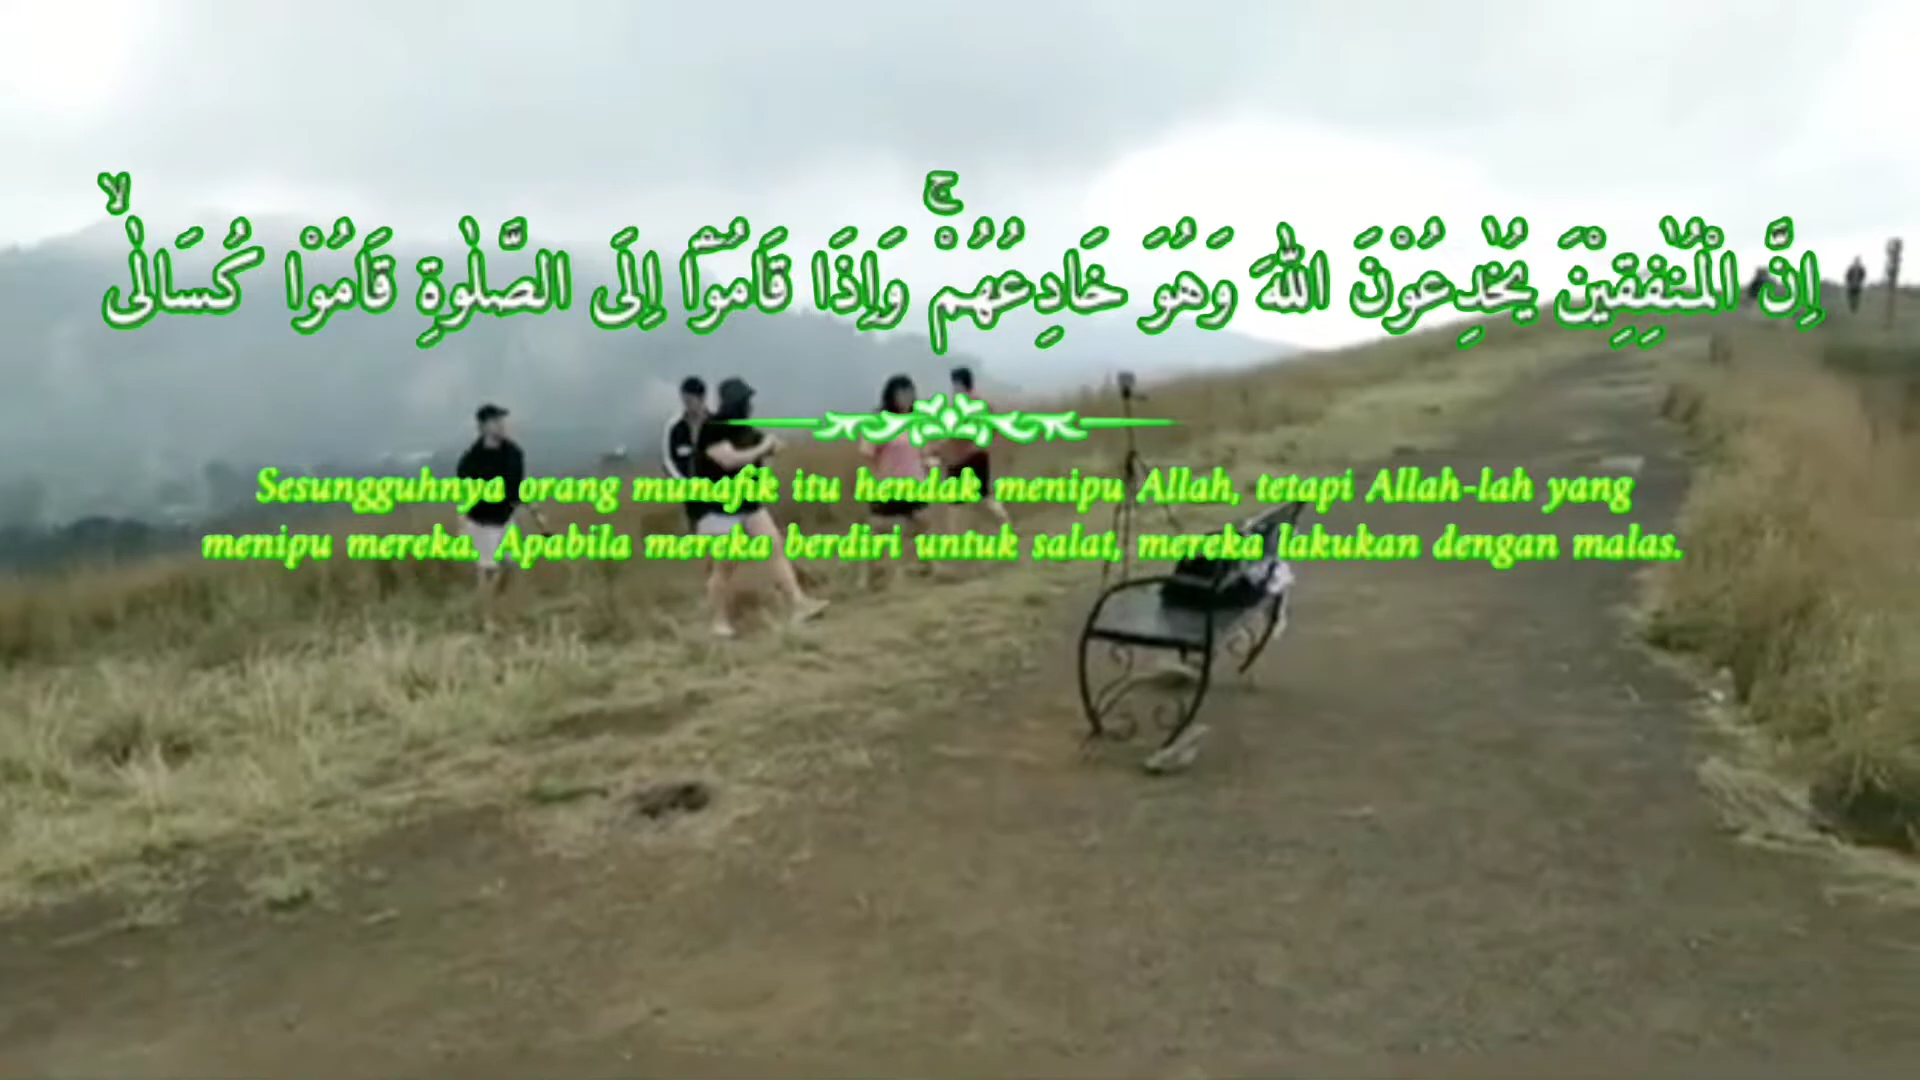 اِنَّ الْمُنٰفِقِيْنَ يُخٰدِعُوْنَ اللّٰهَ وَهُوَ خَادِعُهُمْۚ وَاِذَا قَامُوْٓا اِلَى الصَّلٰوةِ قَامُوْا كُسَالٰىۙ
Sesungguhnya orang munafik itu hendak menipu Allah, tetapi Allah-lah yang
menipu mereka. Apabila mereka berdiri untuk salat, mereka lakukan dengan malas.